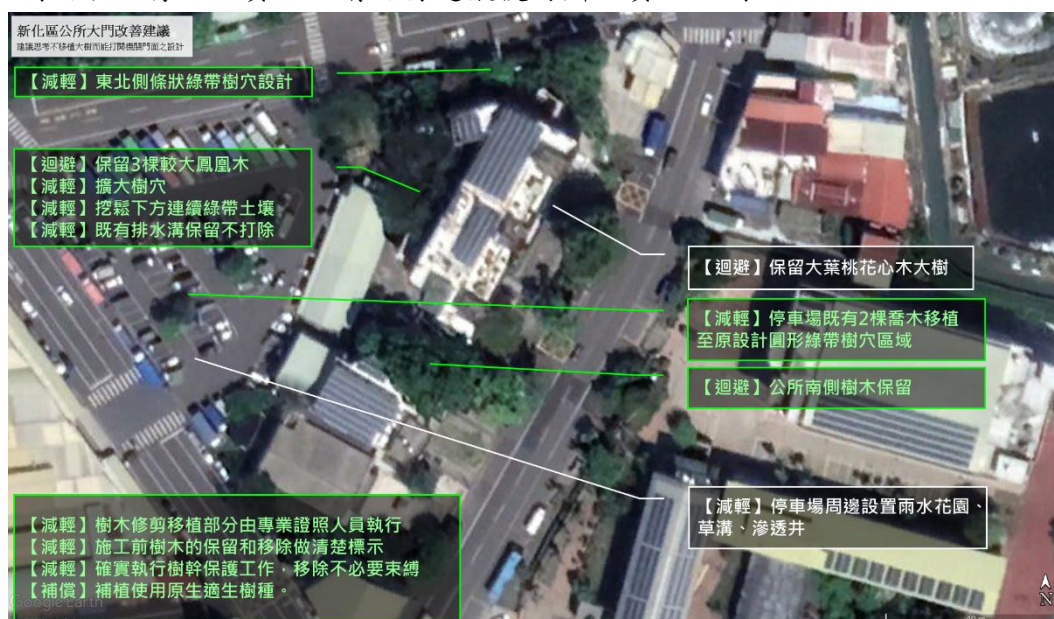 新化區公所大門改善建議
建議思考不移植大樹而能打開機關門面之設計
【減輕】東北側條狀綠帶樹穴設計
【迴避】保留3棵較大鳳凰木
【減輕】擴大樹穴
【減輕】挖鬆下方連續綠帶土壤
【減輕】既有排水溝保留不打除
【迴避】保留大葉桃花心木大樹
【減輕】停車場既有2棵喬木移植
至原設計圓形綠帶樹穴區域
【迴避】公所南側樹木保留
【減輕】停車場周邊設置雨水花園、
草溝、滲透井
【減輕】樹木修剪移植部分由專業證照人員執行
【減輕】施工前樹木的保留和移除做清楚標示
【減輕】確實執行樹幹保護工作，移除不必要束縛
【補償】補植使用原生適生樹種。
Google Earth
N